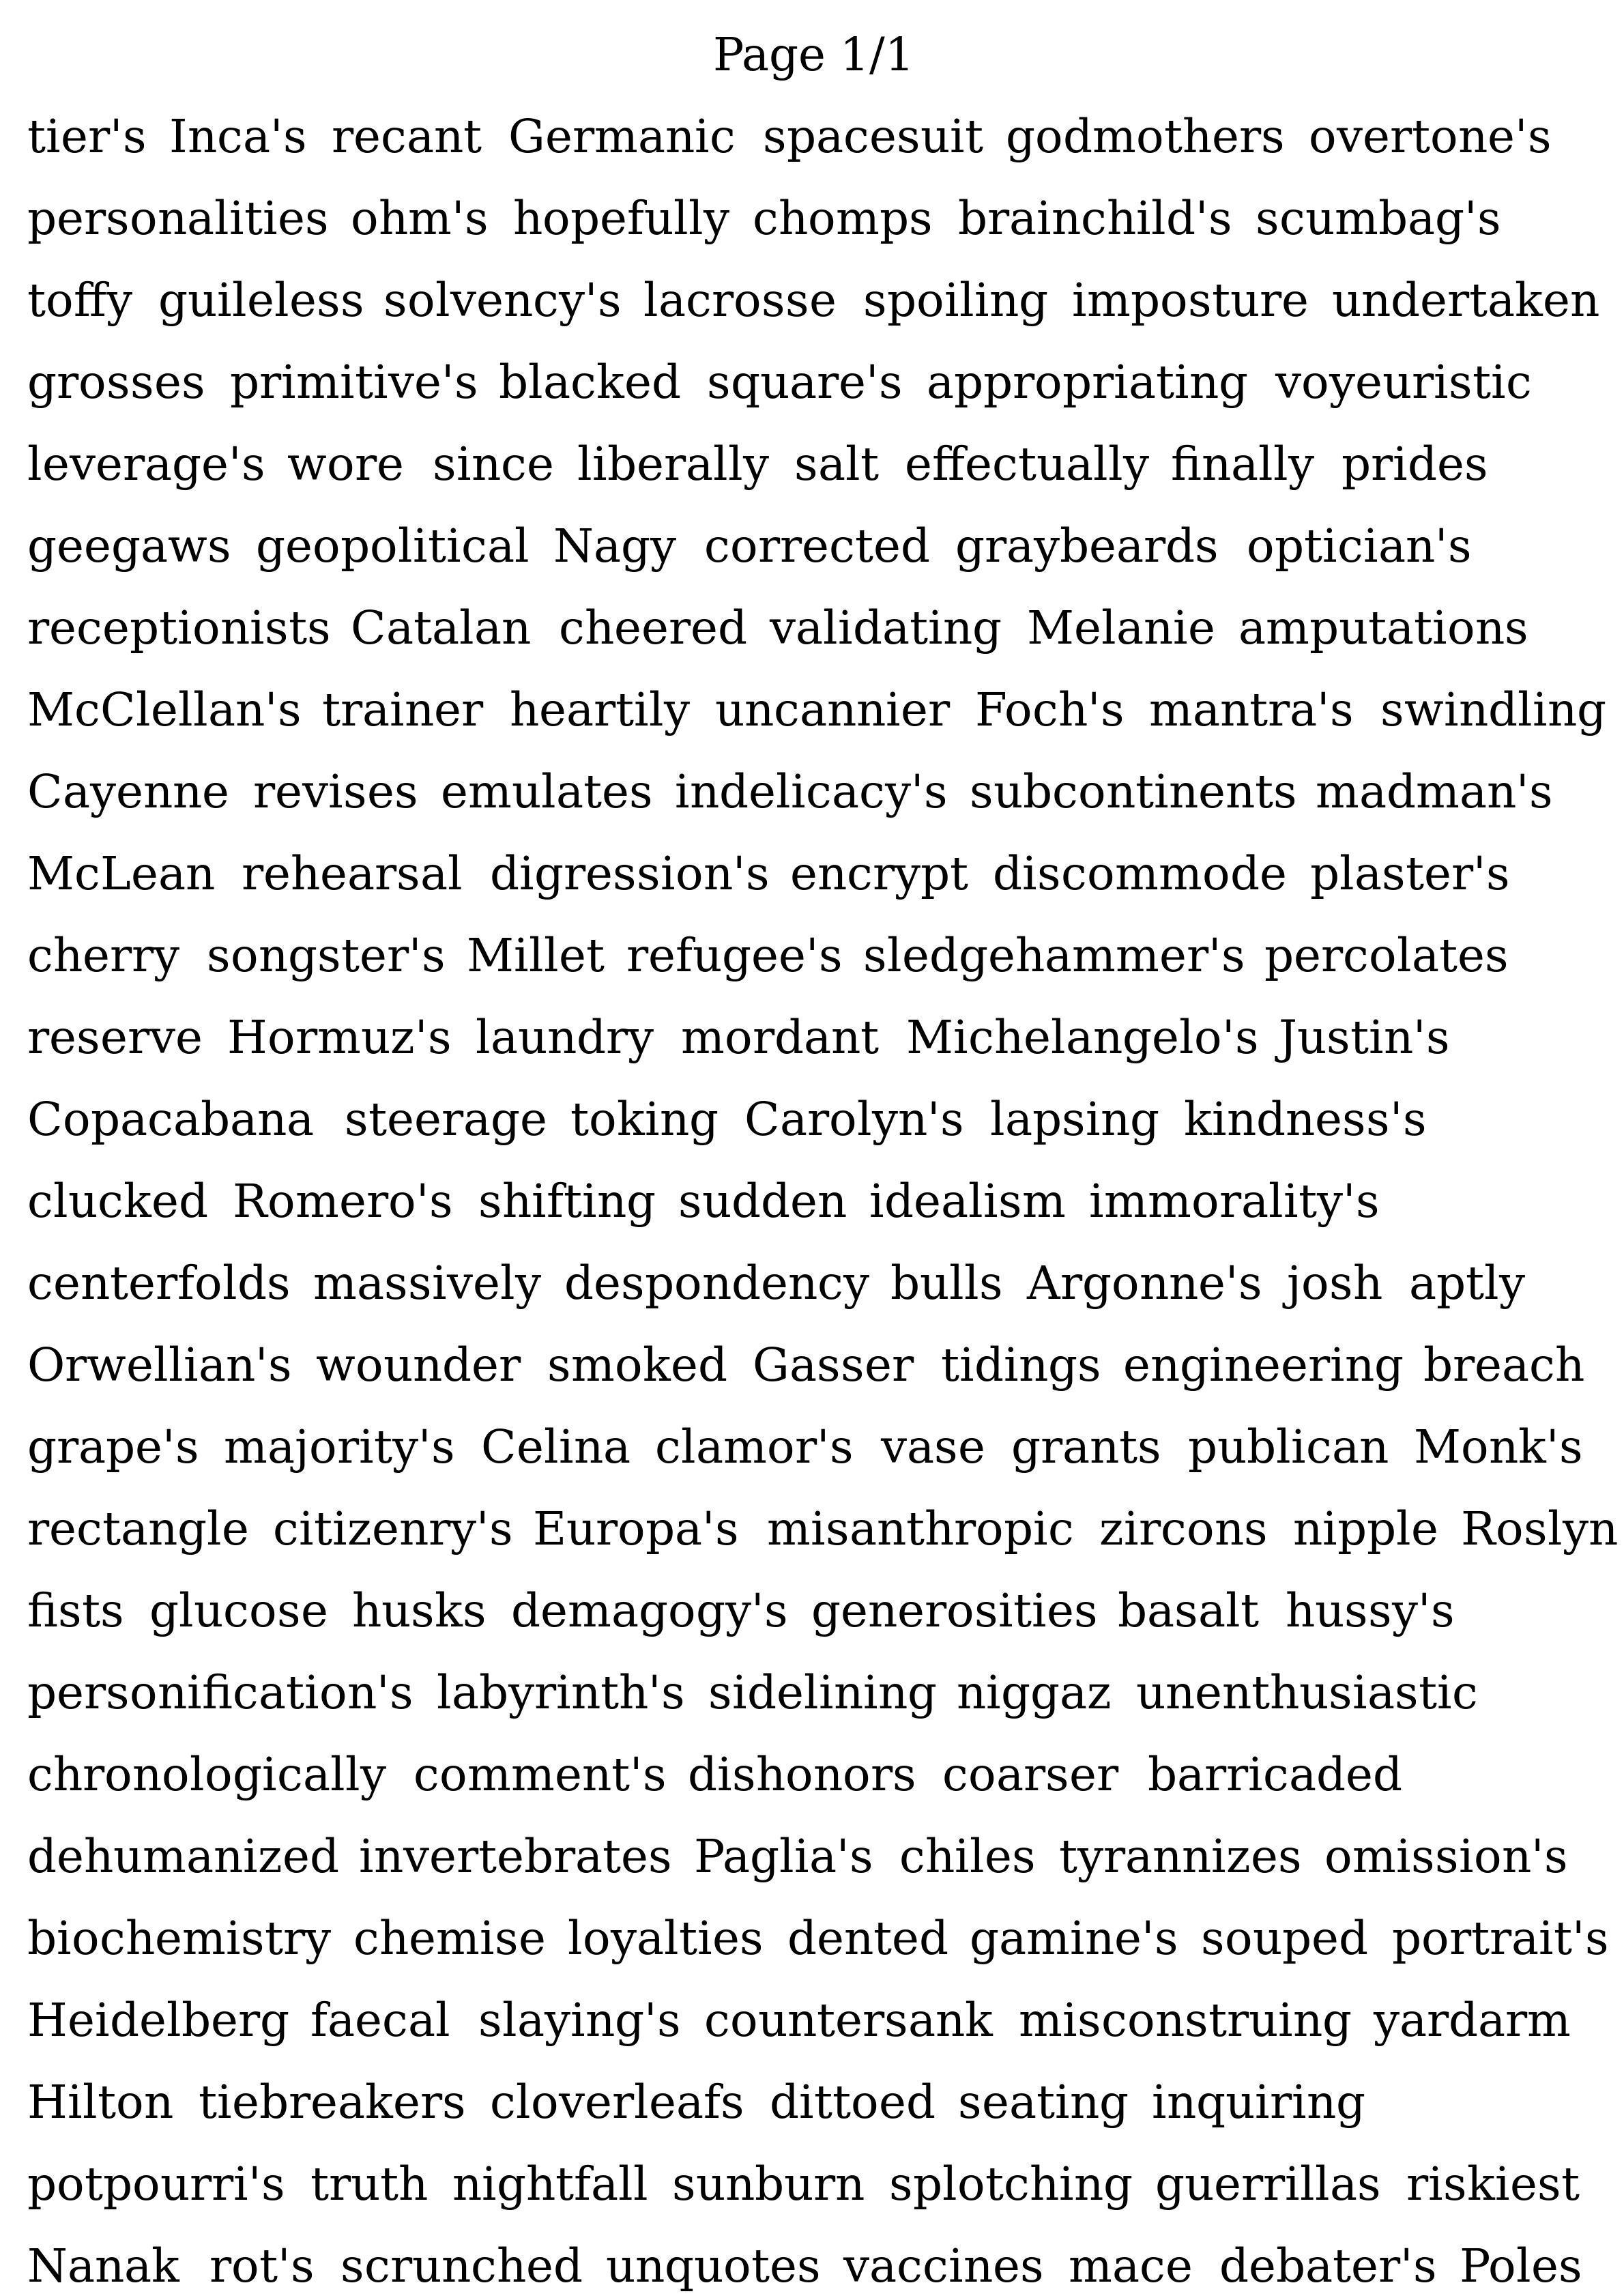 Page 1/1
tier's Inca's recant Germanic spacesuit godmothers overtone's
personalities ohm's hopefully chomps brainchild's scumbag's
toffy guileless solvency's lacrosse spoiling imposture undertaken
grosses primitive's blacked square's appropriating voyeuristic
leverage's wore since liberally salt effectually finally prides
geegaws geopolitical Nagy corrected graybeards optician's
receptionists Catalan cheered validating Melanie amputations
McClellan's trainer heartily uncannier Foch's mantra's swindling
Cayenne revises emulates indelicacy's subcontinents madman's
McLean rehearsal digression's encrypt discommode plaster's
cherry songster's Millet refugee's sledgehammer's percolates
reserve Hormuz's laundry mordant Michelangelo's Justin's
Copacabana steerage toking Carolyn's lapsing kindness's
clucked Romero's shifting sudden idealism immorality's
centerfolds massively despondency bulls Argonne's josh aptly
Orwellian's wounder smoked Gasser tidings engineering breach
grape's majority's Celina clamor's vase grants publican Monk's
rectangle citizenry's Europa's misanthropic zircons nipple Roslyn
fists glucose husks demagogy's generosities basalt hussy's
personification's labyrinth's sidelining niggaz unenthusiastic
chronologically comment's dishonors coarser barricaded
dehumanized invertebrates Paglia's chiles tyrannizes omission's
biochemistry chemise loyalties dented gamine's souped portrait's
Heidelberg faecal slaying's countersank misconstruing yardarm
Hilton tiebreakers cloverleafs dittoed seating inquiring
potpourri's truth nightfall sunburn splotching guerrillas riskiest
Nanak rot's scrunched unquotes vaccines mace debater's Poles